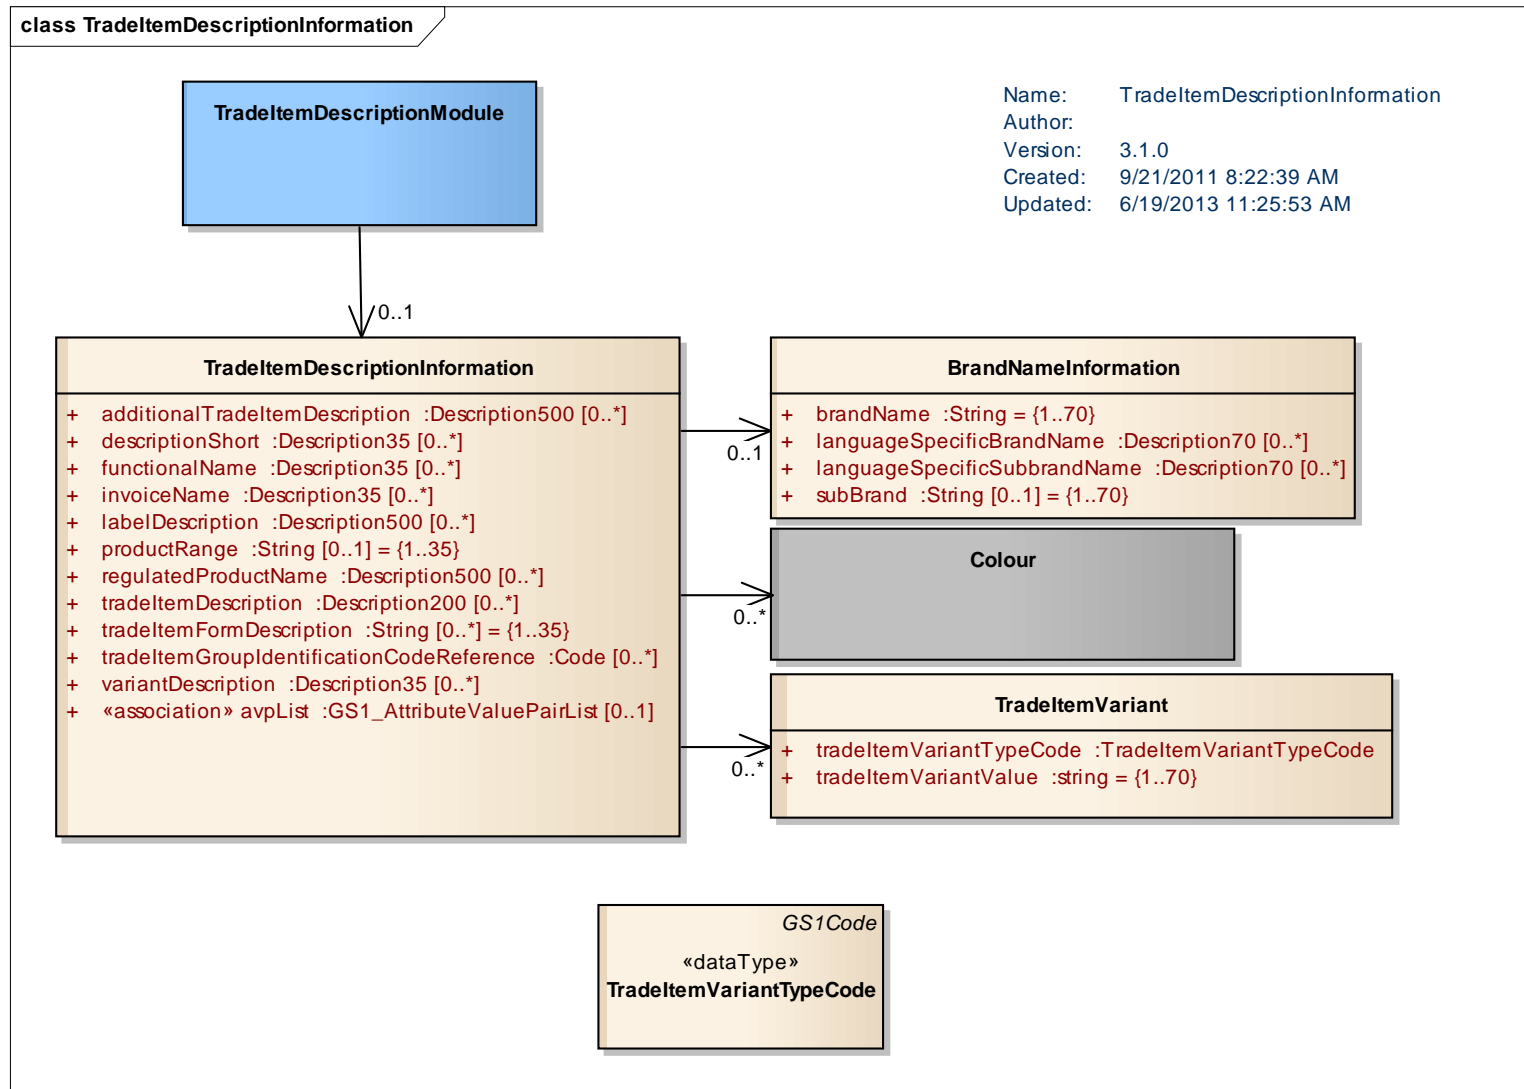 class TradeItemDescriptionInformation
TradeItemDescriptionModule
Name: TradeItemDescriptionInformation
Author:
Version: 3.1.0
Created: 9/21/2011 8:22:39 AM
Updated: 6/19/2013 11:25:53 AM
0..1
TradeItemDescriptionInformation
+ additionalTradeItemDescription :Description500 [0..*]
+ descriptionShort :Description35 [0..*]
+ functionalName :Description35 [0..*]
+ invoiceName :Description35 [0..*]
+ labelDescription :Description500 [0..*]
+ productRange :String [0..1] = {1..35}
+ regulatedProductName :Description500 [0..*]
+ tradeItemDescription :Description200 [0..*]
+ tradeItemFormDescription :String [0..*] = {1..35}
+ tradeItemGroupIdentificationCodeReference :Code [0..*]
+ variantDescription :Description35 [0..*]
+ «association» avpList :GS1_AttributeValuePairList [0..1]
0..1
BrandNameInformation
+ brandName :String = {1..70}
+ languageSpecificBrandName :Description70 [0..*]
+ languageSpecificSubbrandName :Description70 [0..*]
+ subBrand :String [0..1] = {1..70}
0..*
Colour
0..*
TradeItemVariant
+ tradeItemVariantTypeCode :TradeItemVariantTypeCode
+ tradeItemVariantValue :string = {1..70}
GS1Code
«dataType»
TradeItemVariantTypeCode